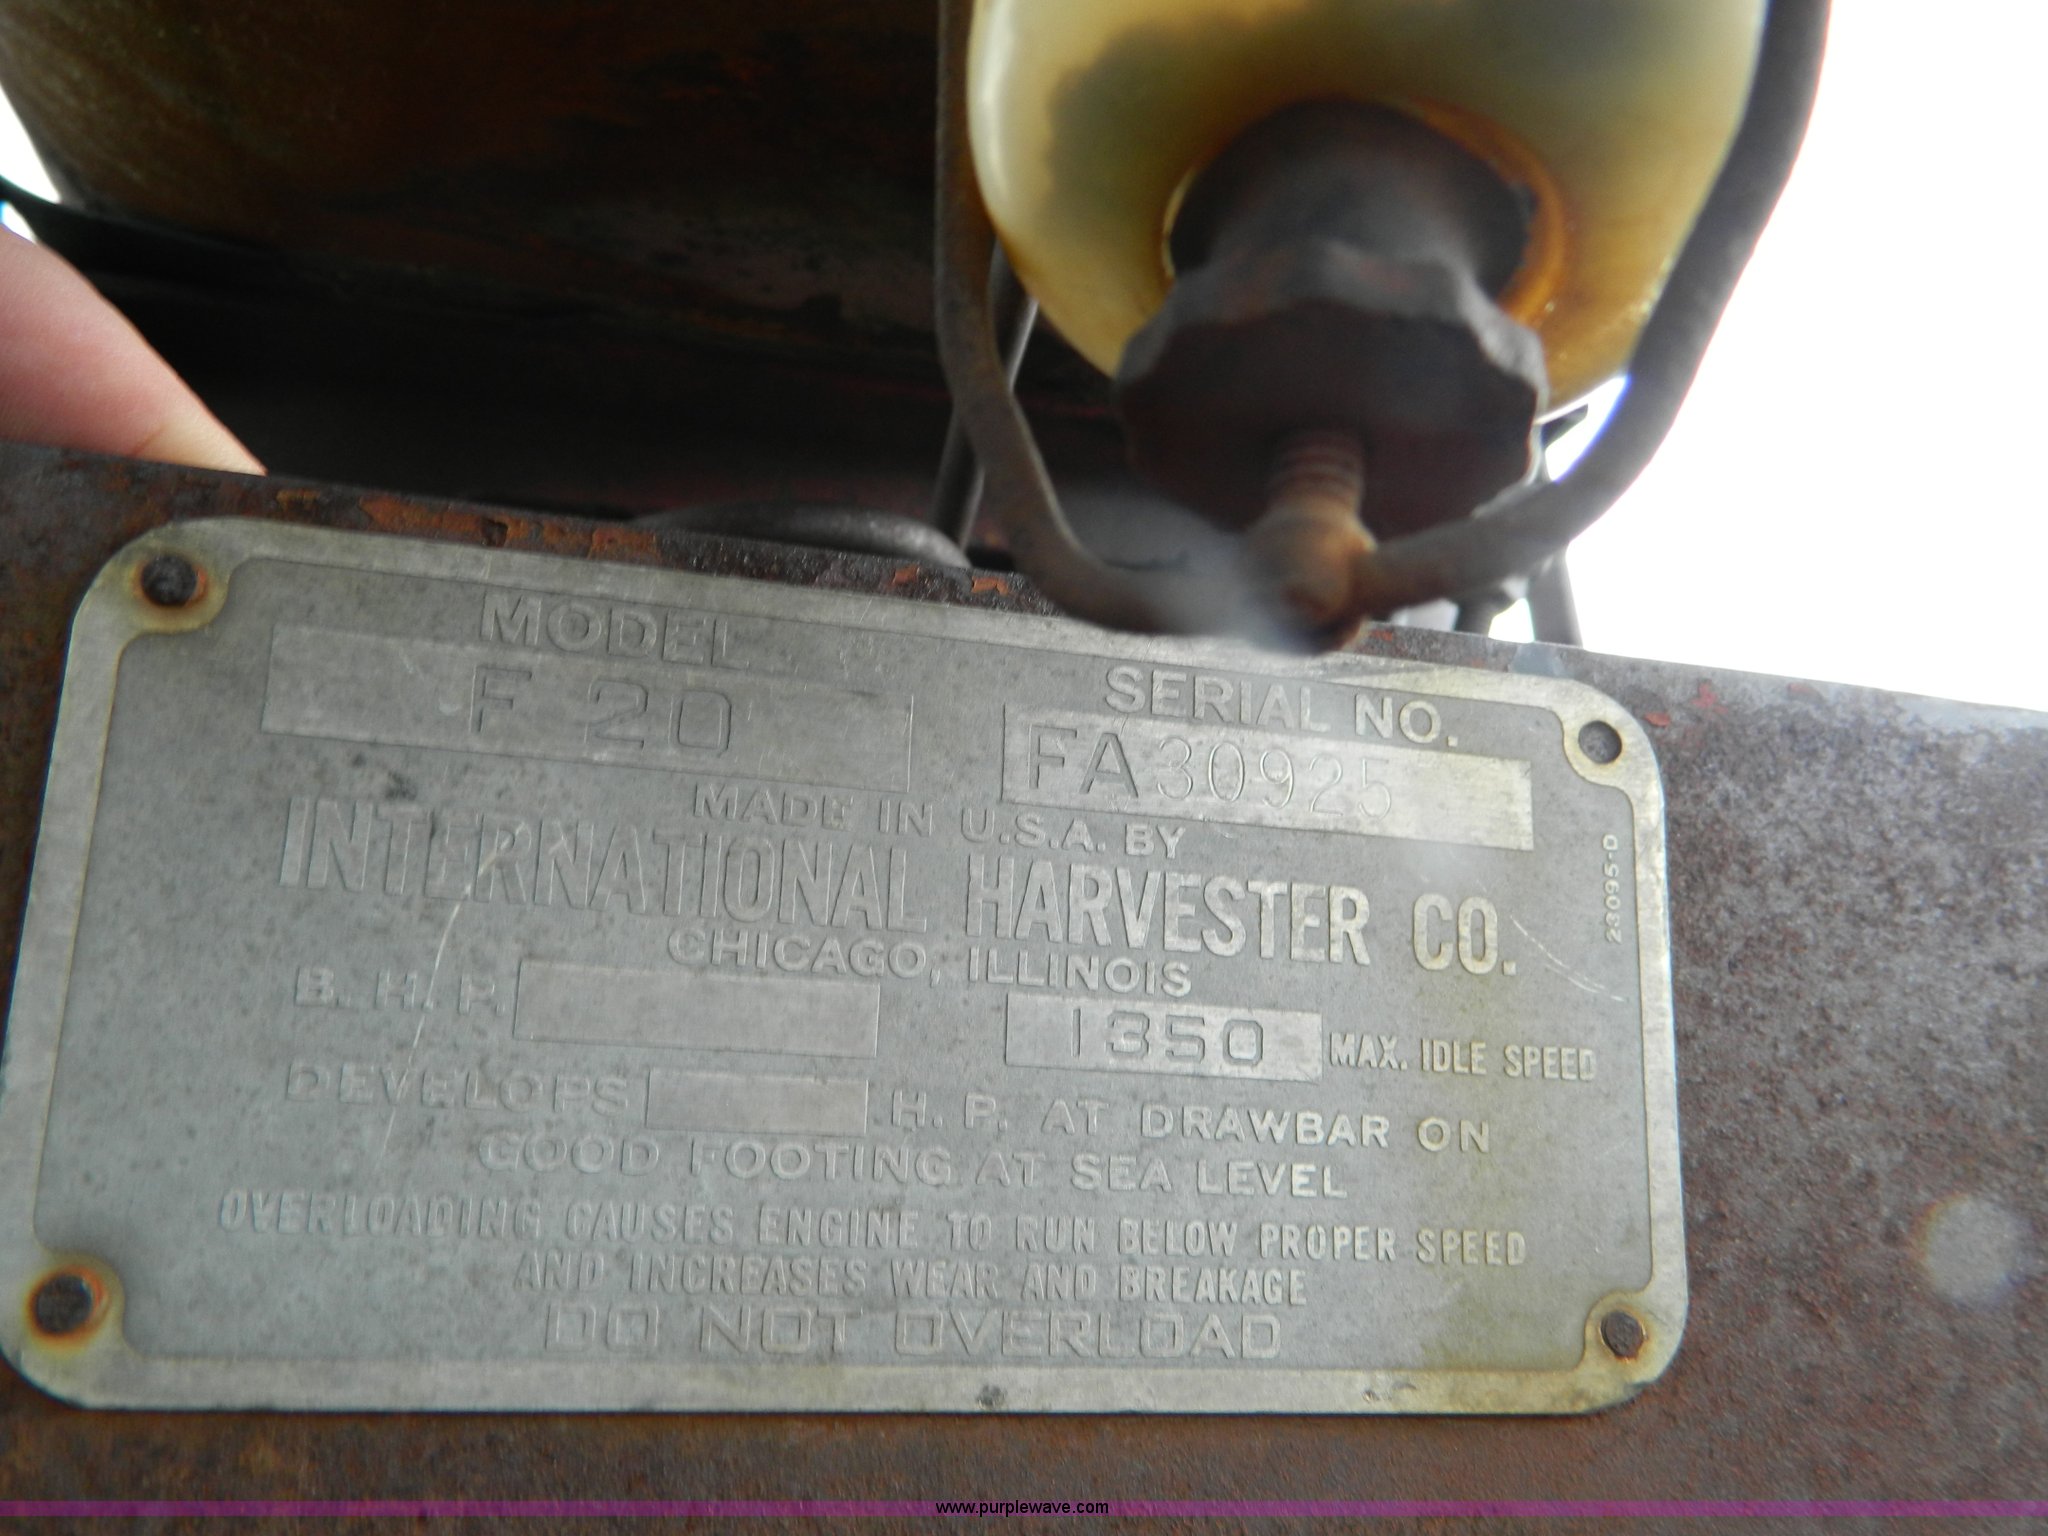 MODEL
F 20
SERIAL NO.
FA30925
MADE IN U.S.A. BY
INTERNATIONAL HARVESTER CO.
CHICAGO, ILLINOIS
23095-D
B. H. P.
1350 MAX. IDLE SPEED
DEVELOPS H. P. AT DRAWBAR ON
GOOD FOOTING AT SEA LEVEL
OVERLOADING CAUSES ENGINE TO RUN BELOW PROPER SPEED
AND INCREASES WEAR AND BREAKAGE
DO NOT OVERLOAD
www.purplewave.com